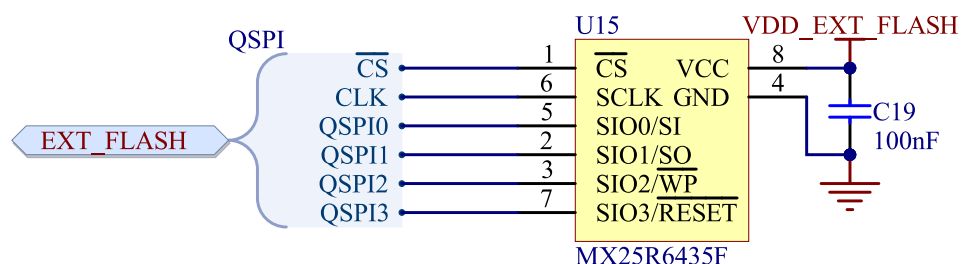 QSPI
U15
VDD_EXT_FLASH
CS 1 CS VCC 8
CLK 6 SCLK GND 4
QSPI0 5 SIO0/SI
QSPI1 2 SIO1/SO
QSPI2 3 SIO2/WP
QSPI3 7 SIO3/RESET
EXT_FLASH
C19
100nF
MX25R6435F